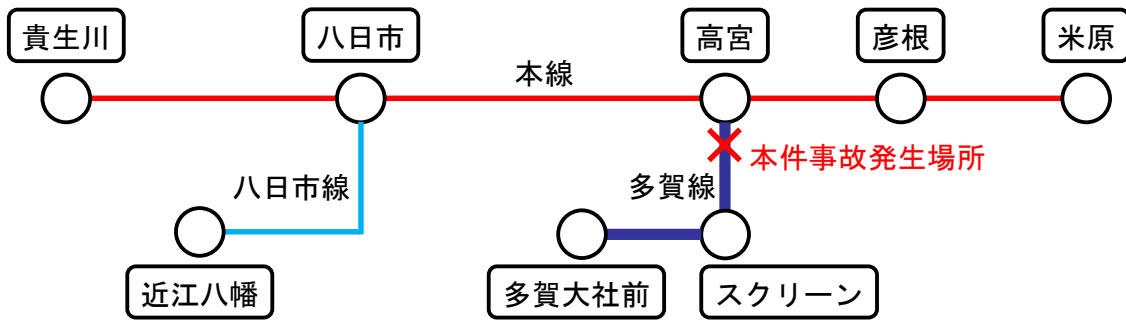 貴生川
八日市
高宮
彦根
米原
本線
本件事故発生場所
八日市線
多賀線
近江八幡
多賀大社前
スクリーン